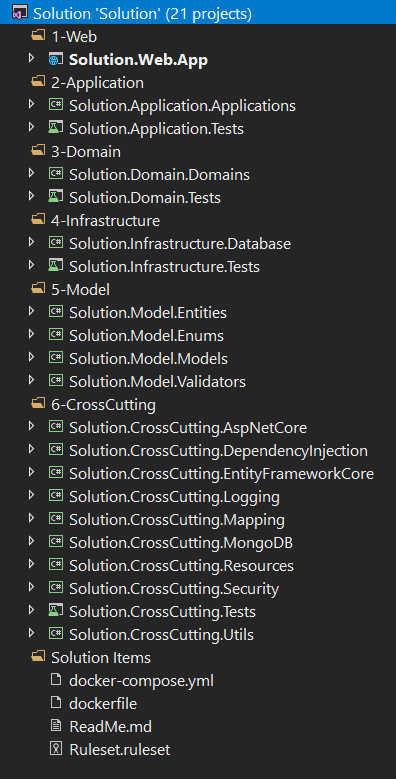 Solution 'Solution' (21 projects)
1-Web
Solution.Web.App
2-Application
Solution.Application.Applications
Solution.Application.Tests
3-Domain
Solution.Domain.Domains
Solution.Domain.Tests
4-Infrastructure
Solution.Infrastructure.Database
Solution.Infrastructure.Tests
5-Model
Solution.Model.Entities
Solution.Model.Enums
Solution.Model.Models
Solution.Model.Validators
6-CrossCutting
Solution.CrossCutting.AspNetCore
Solution.CrossCutting.DependencyInjection
Solution.CrossCutting.EntityFrameworkCore
Solution.CrossCutting.Logging
Solution.CrossCutting.Mapping
Solution.CrossCutting.MongoDB
Solution.CrossCutting.Resources
Solution.CrossCutting.Security
Solution.CrossCutting.Tests
Solution.CrossCutting.Utils
Solution Items
docker-compose.yml
dockerfile
ReadMe.md
Ruleset.ruleset